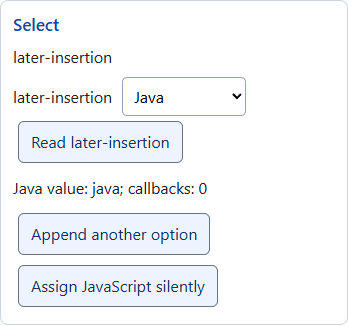 Select
later-insertion
later-insertion Java
Read later-insertion
Java value: java; callbacks: 0
Append another option
Assign JavaScript silently